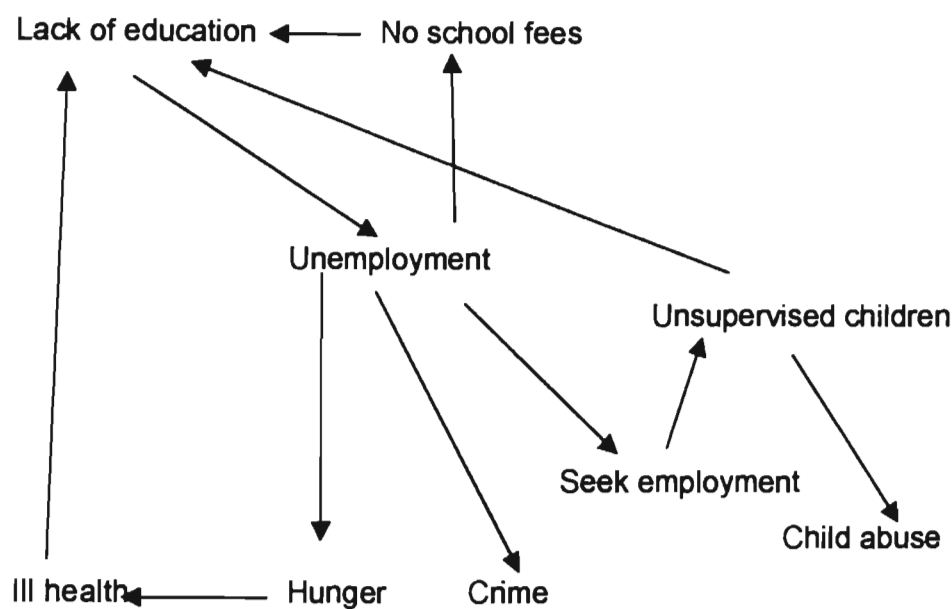 Lack of education
No school fees
Unemployment
Unsupervised children
Seek employment
Child abuse
Ill health
Hunger
Crime